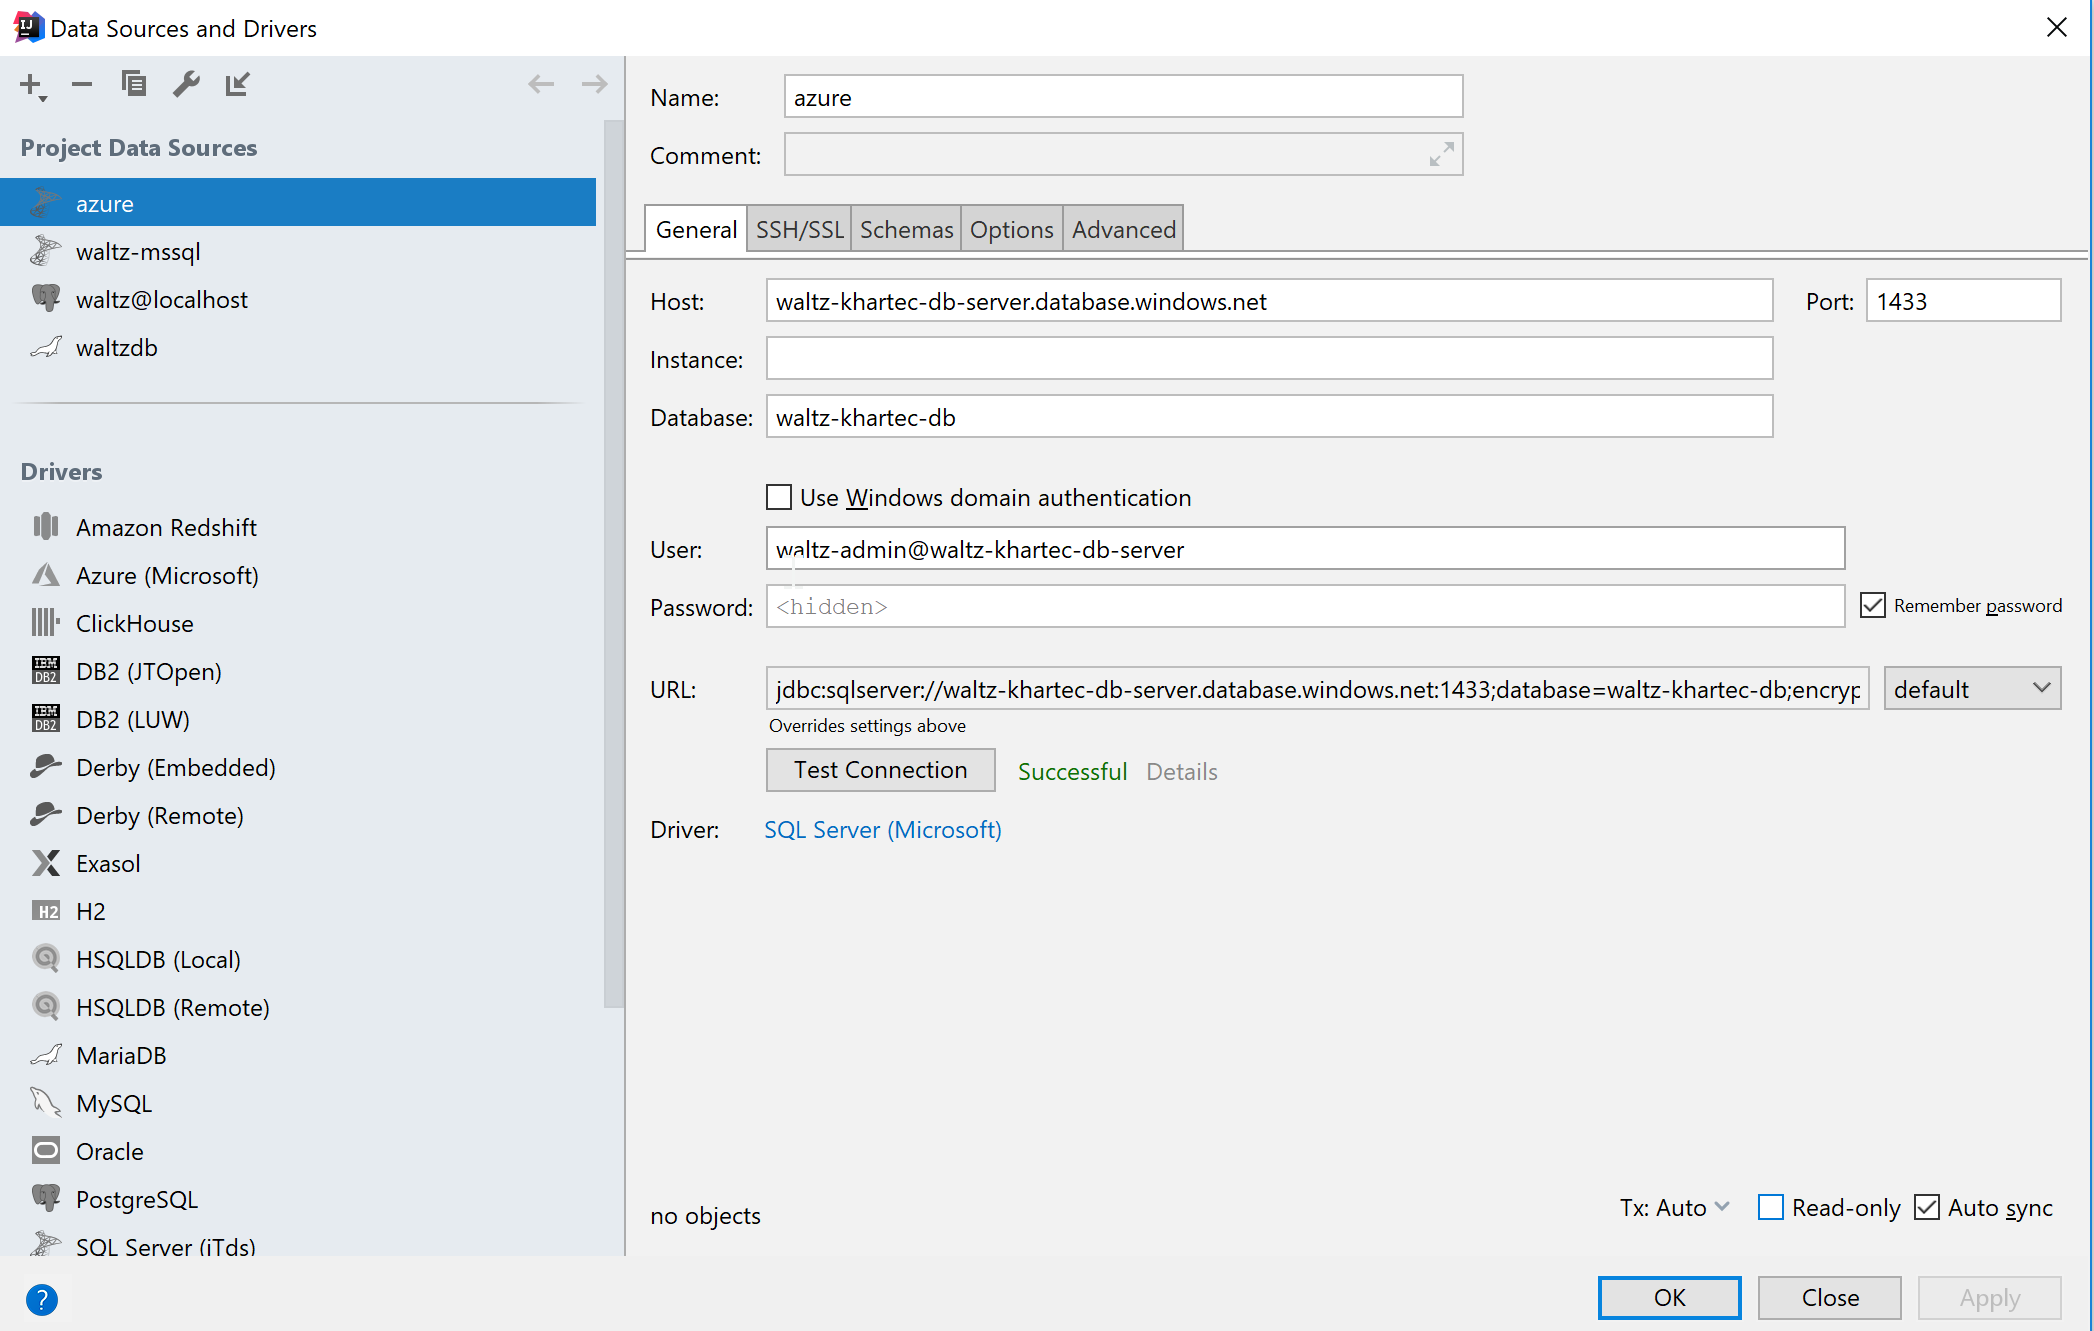 Data Sources and Drivers
Project Data Sources
azure
waltz-mssql
waltz@localhost
waltzdb
Drivers
Amazon Redshift
Azure (Microsoft)
ClickHouse
IBM DB2 DB2 (JTOpen)
IBM DB2 DB2 (LUW)
Derby (Embedded)
Derby (Remote)
Exasol
H2 H2
HSQLDB (Local)
HSQLDB (Remote)
MariaDB
MySQL
Oracle
PostgreSQL
SQL Server (jTds)
Name: azure
Comment:
General SSH/SSL Schemas Options Advanced
Host: waltz-khartec-db-server.database.windows.net Port: 1433
Instance:
Database: waltz-khartec-db
Use Windows domain authentication
User: waltz-admin@waltz-khartec-db-server
Password: <hidden> Remember password
URL: jdbc:sqlserver://waltz-khartec-db-server.database.windows.net:1433;database=waltz-khartec-db;encryp default
Overrides settings above
Test Connection Successful Details
Driver: SQL Server (Microsoft)
no objects Tx: Auto Read-only Auto sync
? OK Close Apply